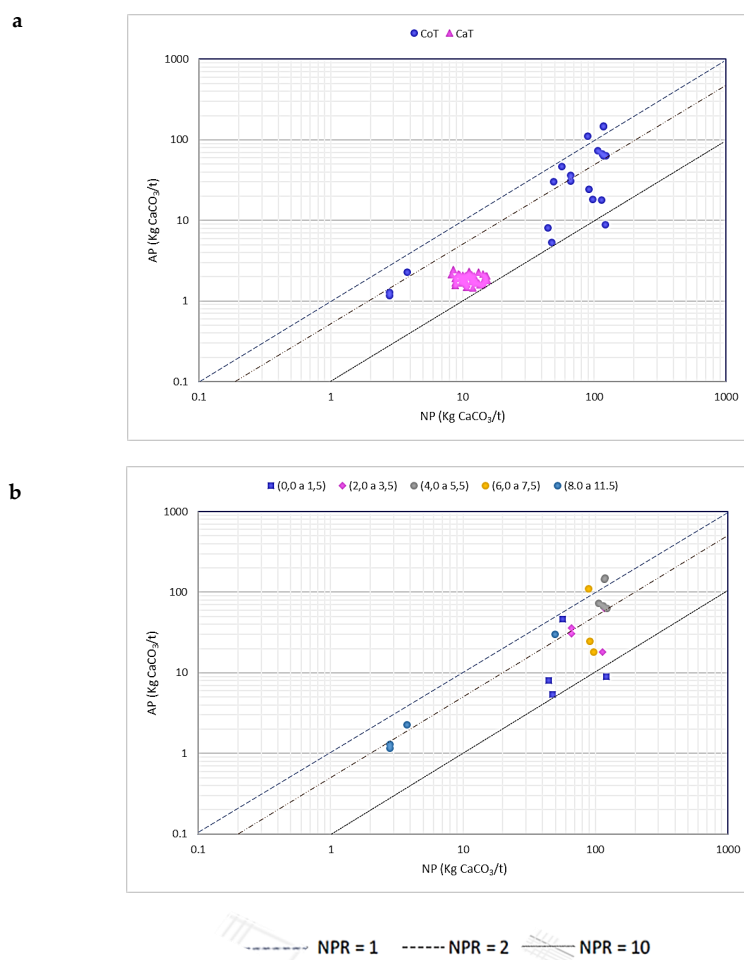 a
CoT CaT
1000
100
10
1
0.1
AP (Kg CaCO3/t)
0.1 1 10 100 1000
NP (Kg CaCO3/t)
b
(0,0 a 1,5) (2,0 a 3,5) (4,0 a 5,5) (6,0 a 7,5) (8.0 a 11.5)
1000
100
10
1
0.1
AP (Kg CaCO3/t)
0.1 1 10 100 1000
NP (Kg CaCO3/t)
NPR = 1 NPR = 2 NPR = 10